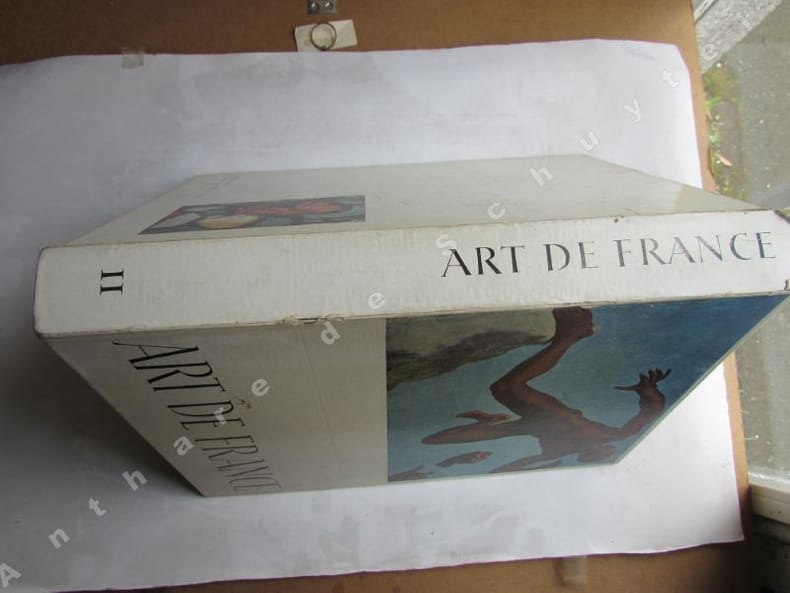 ART DE FRANCE
II
ART DE FRANCE
Anthare de Schuyter